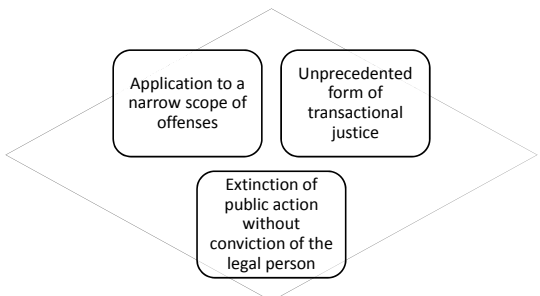 Application to a
narrow scope of
offenses
Unprecedented
form of
transactional
justice
Extinction of
public action
without
conviction of the
legal person